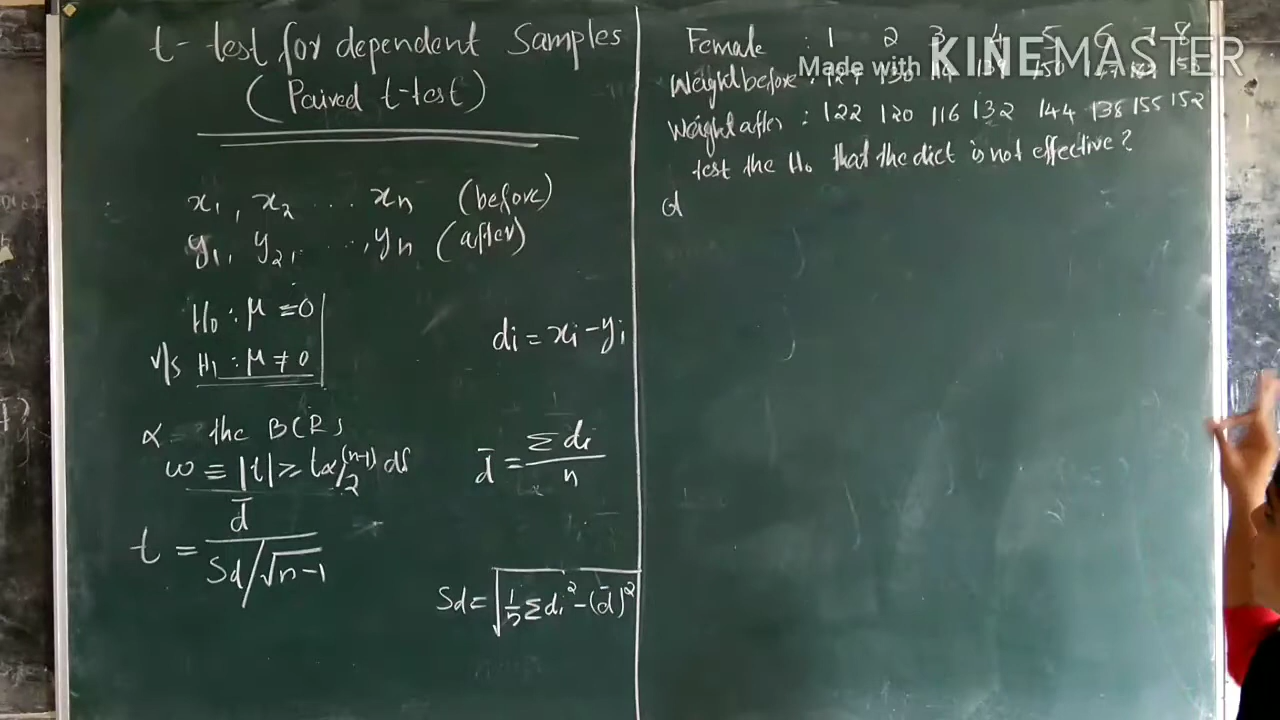 t-test for dependent Samples
(Paired t-test)
x₁, x₂ ... xₙ (before)
y₁, y₂, ..., yₙ (after)
H₀ : μ = 0
v/s H₁ : μ ≠ 0
dᵢ = xᵢ - yᵢ
α the BCR is
ω ≡ |t| ≥ tα/2 (n-1) df
d̄ = Σdᵢ / n
t = d̄ / (Sd/√n-1)
Sd = √(1/n Σdᵢ² - (d̄)²)
Female : 1 2 3 4 5 6 7 8
Made with KINEMASTER
Weight before :
Weight after : 122 120 116 132 144 138 155 152
test the H₀ that the diet is not effective?
d